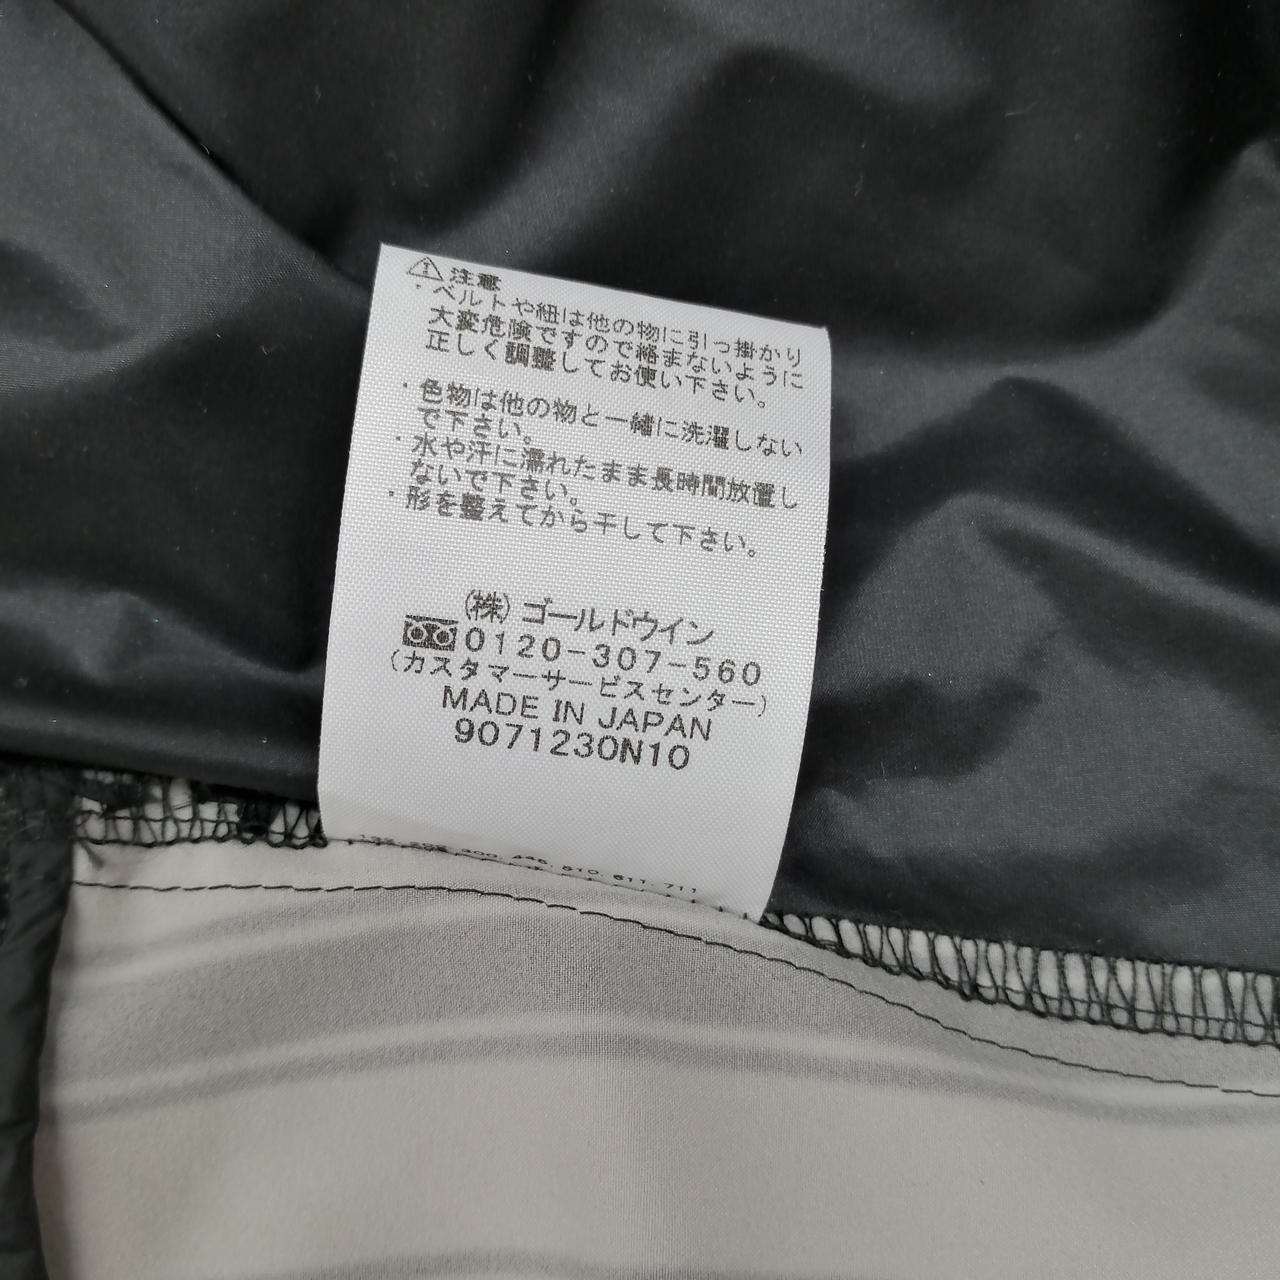 注意
・ベルトや紐は他の物に引っ掛かり
大変危険ですので絡まないように
正しく調整してお使い下さい。
・色物は他の物と一緒に洗濯しない
で下さい。
・水や汗に濡れたまま長時間放置し
ないで下さい。
・形を整えてから干して下さい。
(株)ゴールドウイン
0120-307-560
(カスタマーサービスセンター)
MADE IN JAPAN
9071230N10
300. 510. 611. 711